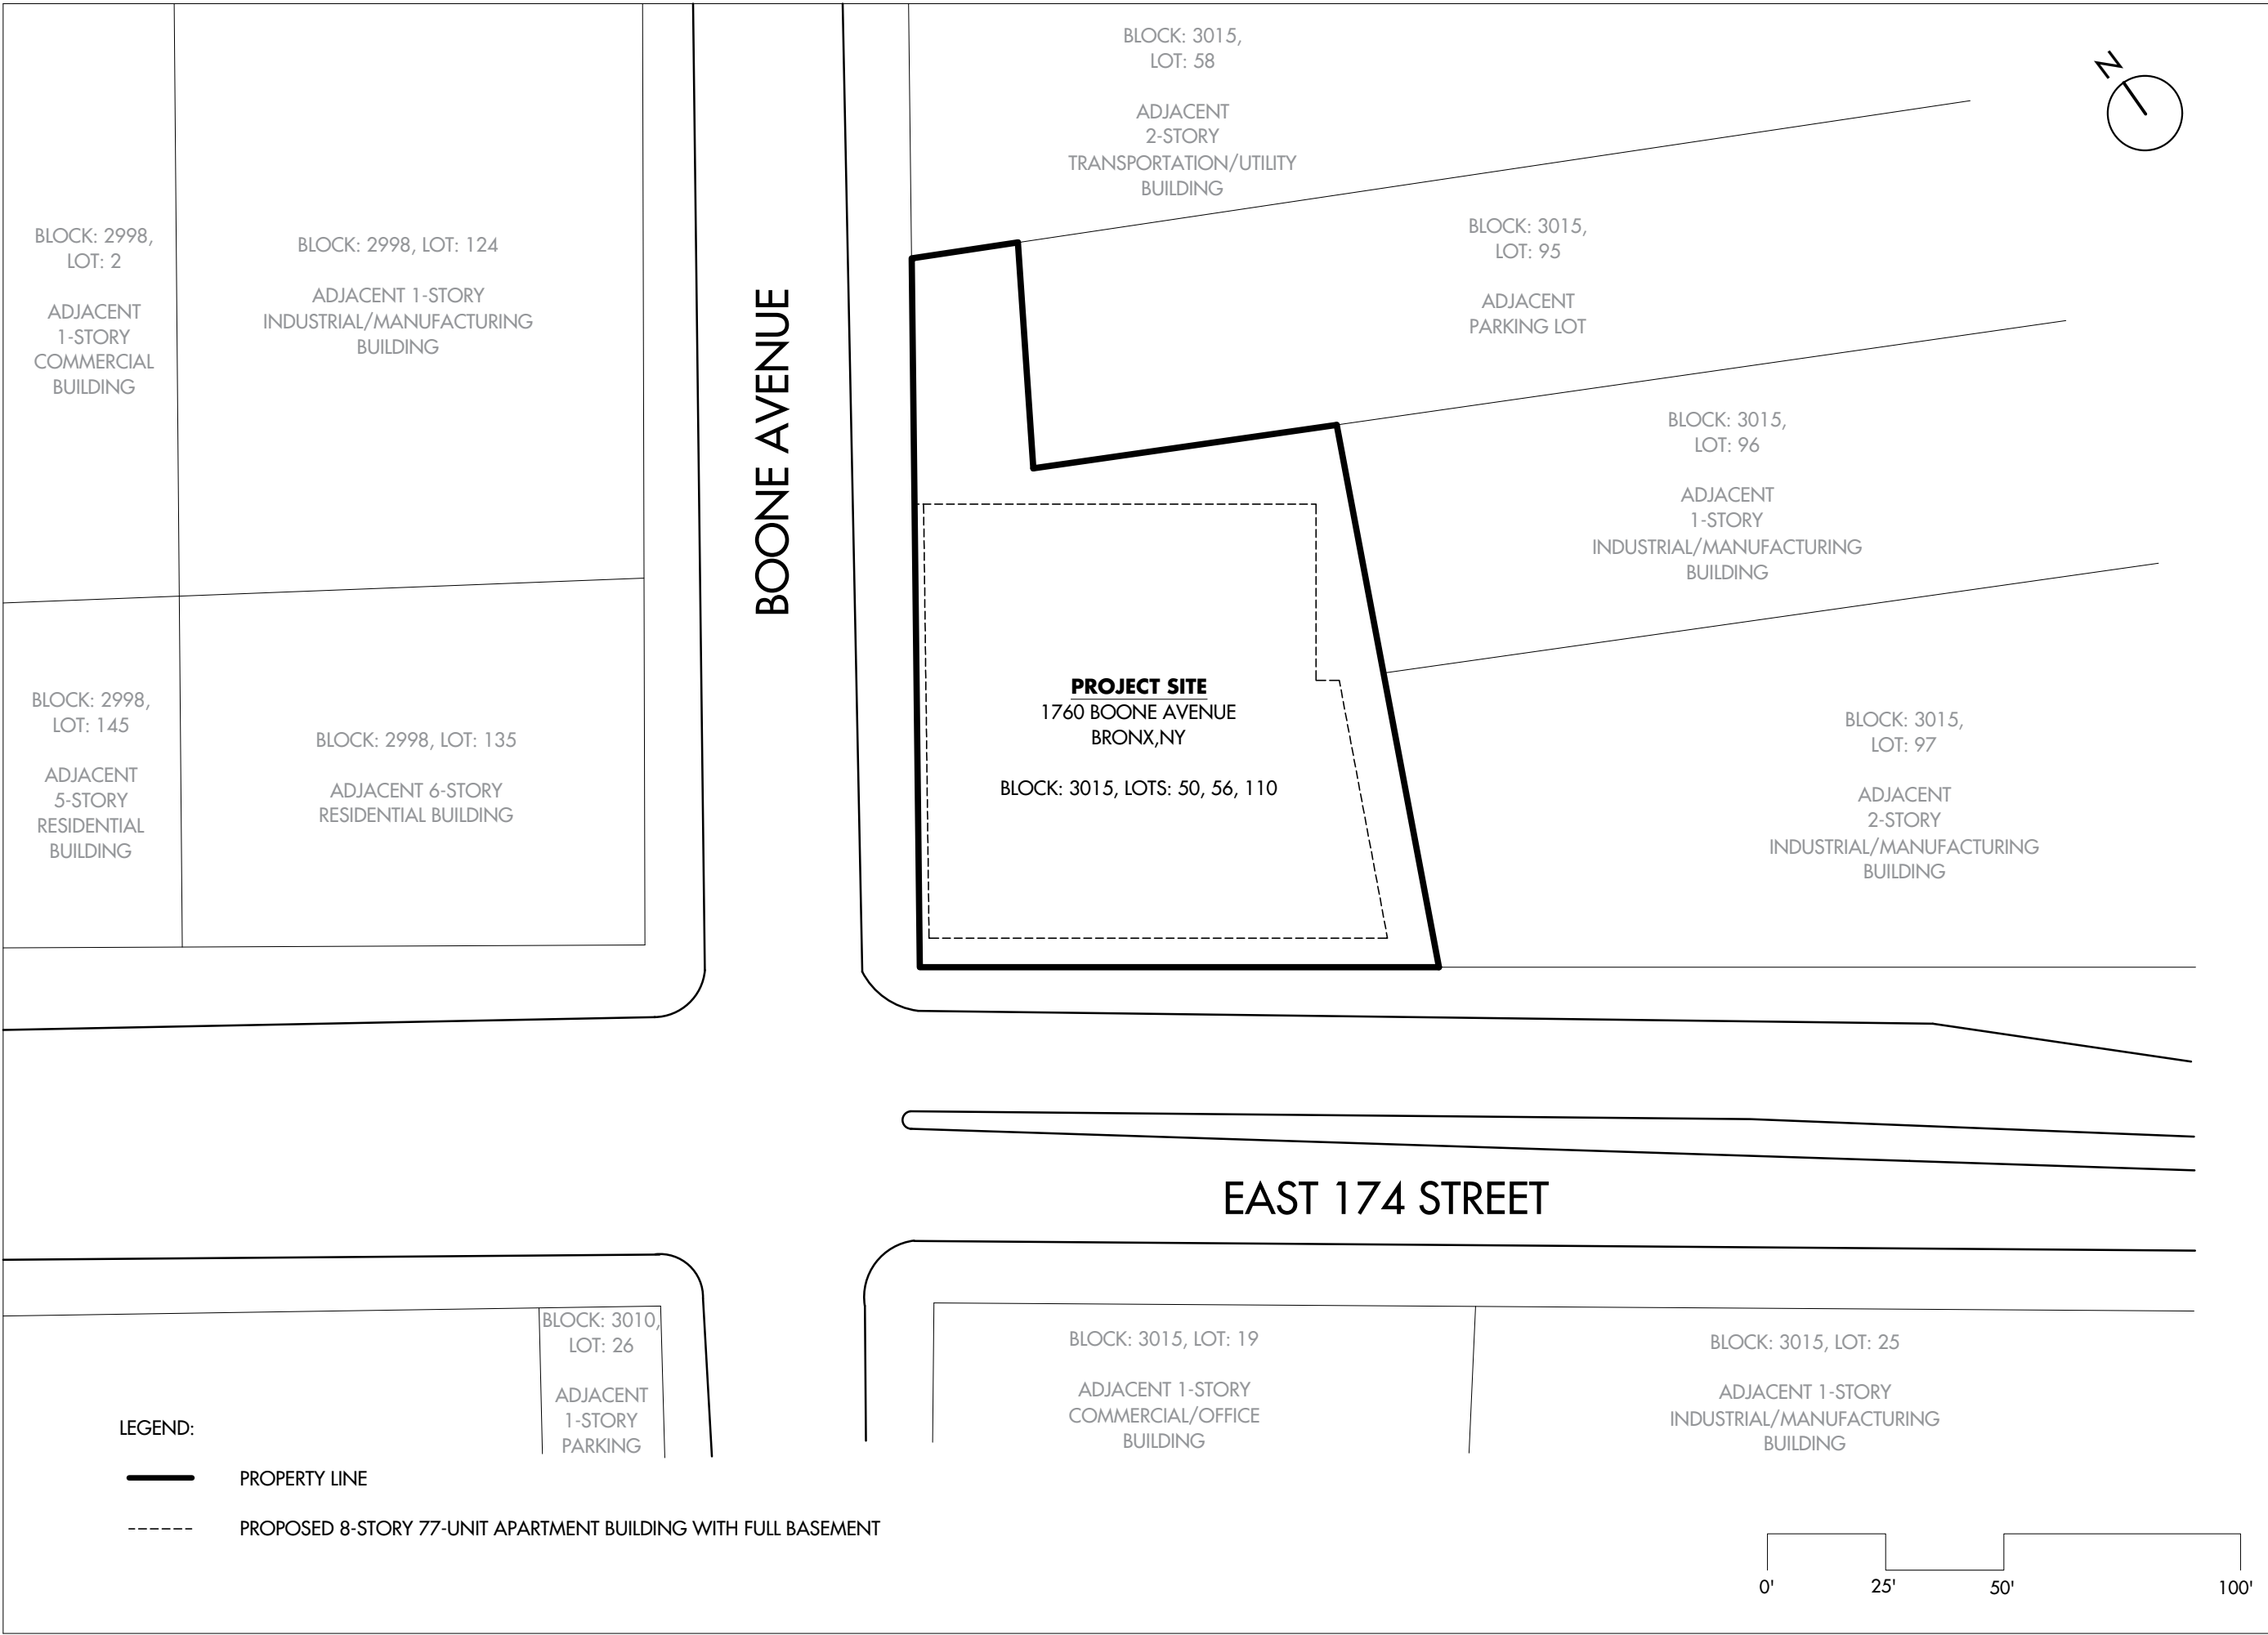 BLOCK: 3015,
LOT: 58
ADJACENT
2-STORY
TRANSPORTATION/UTILITY
BUILDING
N
BLOCK: 2998,
LOT: 2
ADJACENT
1-STORY
COMMERCIAL
BUILDING
BLOCK: 2998, LOT: 124
ADJACENT 1-STORY
INDUSTRIAL/MANUFACTURING
BUILDING
BOONE AVENUE
BLOCK: 3015,
LOT: 95
ADJACENT
PARKING LOT
BLOCK: 3015,
LOT: 96
ADJACENT
1-STORY
INDUSTRIAL/MANUFACTURING
BUILDING
BLOCK: 2998,
LOT: 145
ADJACENT
5-STORY
RESIDENTIAL
BUILDING
BLOCK: 2998, LOT: 135
ADJACENT 6-STORY
RESIDENTIAL BUILDING
PROJECT SITE
1760 BOONE AVENUE
BRONX,NY
BLOCK: 3015, LOTS: 50, 56, 110
BLOCK: 3015,
LOT: 97
ADJACENT
2-STORY
INDUSTRIAL/MANUFACTURING
BUILDING
EAST 174 STREET
BLOCK: 3010,
LOT: 26
ADJACENT
1-STORY
PARKING
BLOCK: 3015, LOT: 19
ADJACENT 1-STORY
COMMERCIAL/OFFICE
BUILDING
BLOCK: 3015, LOT: 25
ADJACENT 1-STORY
INDUSTRIAL/MANUFACTURING
BUILDING
LEGEND:
PROPERTY LINE
PROPOSED 8-STORY 77-UNIT APARTMENT BUILDING WITH FULL BASEMENT
0' 25' 50' 100'